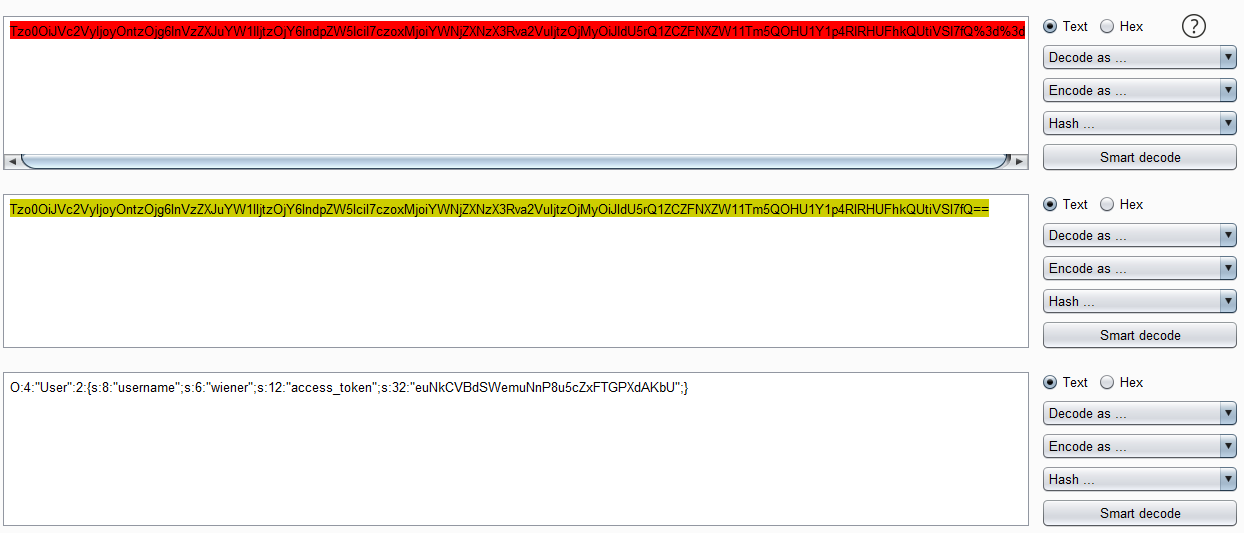 Tzo0OiJVc2VyIjoyOntzOjg6InVzZXJuYW1lIjtzOjY6IndpZW5lciI7czoxMjoiYWNjZXNzX3Rva2VuIjtzOjMyOiJldU5rQ1ZCZFNXZW11Tm5QOHU1Y1p4RlRHUFhkQUtiVSI7fQ%3d%3d
Text Hex ?
Decode as ...
Encode as ...
Hash ...
Smart decode
Tzo0OiJVc2VyIjoyOntzOjg6InVzZXJuYW1lIjtzOjY6IndpZW5lciI7czoxMjoiYWNjZXNzX3Rva2VuIjtzOjMyOiJldU5rQ1ZCZFNXZW11Tm5QOHU1Y1p4RlRHUFhkQUtiVSI7fQ==
Text Hex
Decode as ...
Encode as ...
Hash ...
Smart decode
O:4:"User":2:{s:8:"username";s:6:"wiener";s:12:"access_token";s:32:"euNkCVBdSWemuNnP8u5cZxFTGPXdAKbU";}
Text Hex
Decode as ...
Encode as ...
Hash ...
Smart decode